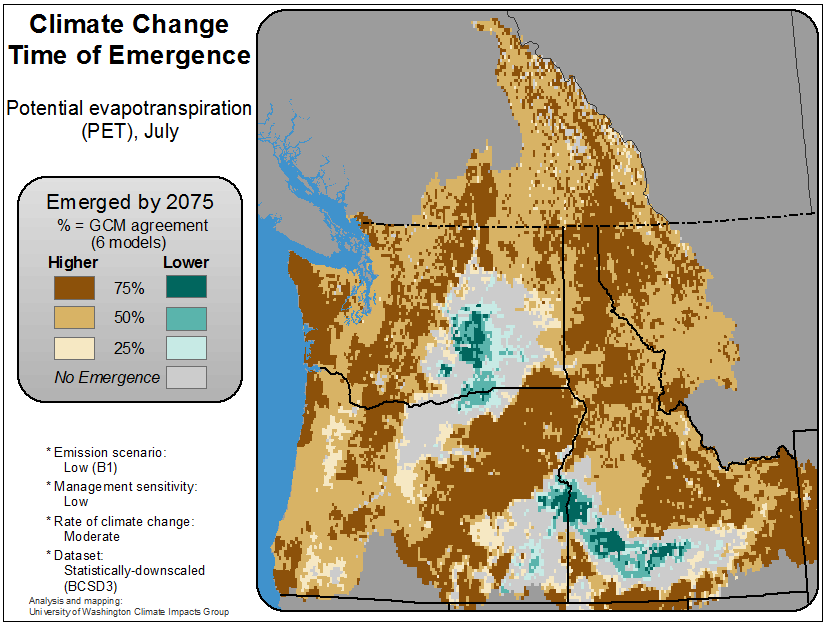 Climate Change
Time of Emergence
Potential evapotranspiration
(PET), July
Emerged by 2075
% = GCM agreement
(6 models)
Higher Lower
75%
50%
25%
No Emergence
* Emission scenario:
Low (B1)
* Management sensitivity:
Low
* Rate of climate change:
Moderate
* Dataset:
Statistically-downscaled
(BCSD3)
Analysis and mapping:
University of Washington Climate Impacts Group